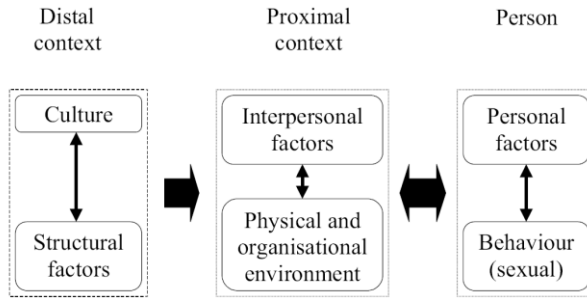 Distal
context
Proximal
context
Person
Culture
Structural
factors
Interpersonal
factors
Physical and
organisational
environment
Personal
factors
Behaviour
(sexual)